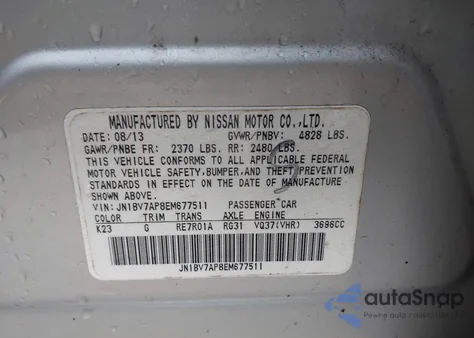 MANUFACTURED BY NISSAN MOTOR CO.,LTD.
DATE: 08/13 GVWR/PNBV: 4828 LBS.
GAWR/PNBE FR: 2370 LBS. RR: 2480 LBS.
THIS VEHICLE CONFORMS TO ALL APPLICABLE FEDERAL
MOTOR VEHICLE SAFETY, BUMPER, AND THEFT PREVENTION
STANDARDS IN EFFECT ON THE DATE OF MANUFACTURE
SHOWN ABOVE.
VIN: JN1BV7AP8EM677511 PASSENGER CAR
COLOR TRIM TRANS AXLE ENGINE
K23 G RE7R01A RG31 VQ37(VHR) 3696CC
JN1BV7AP8EM677511
autoSnap
Pewny auto z licytacji